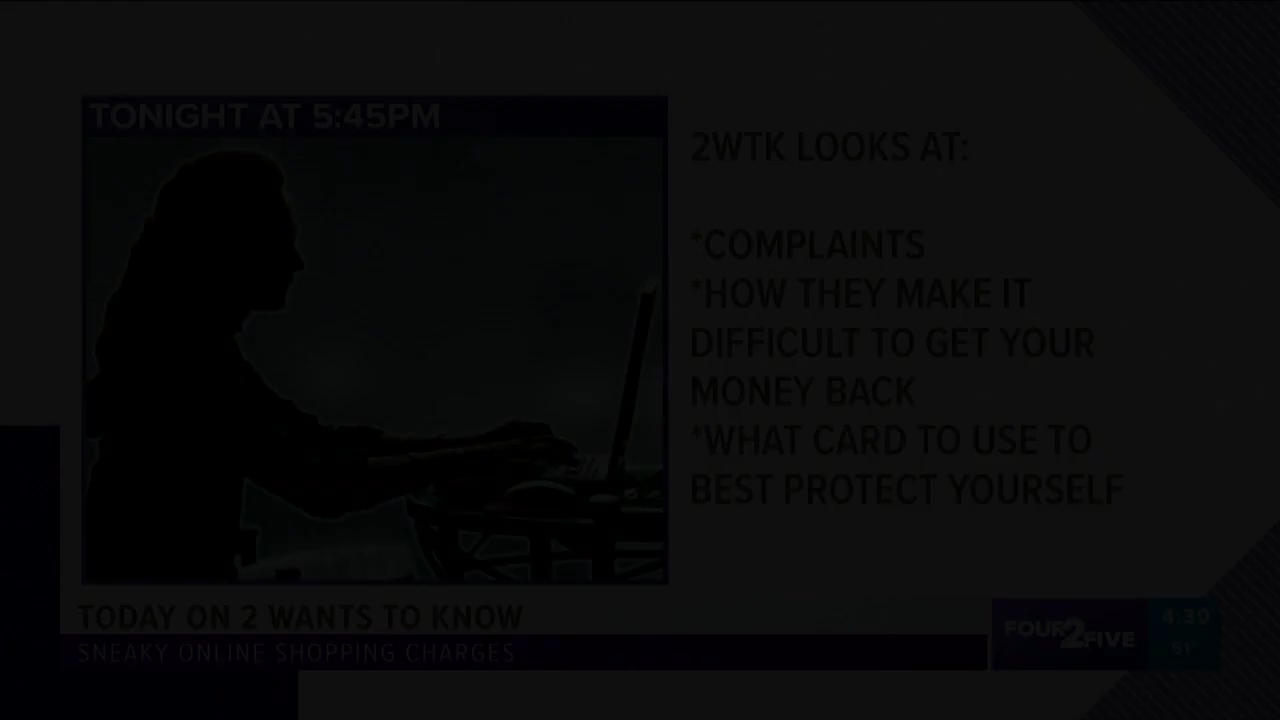 TONIGHT AT 5:45PM
2WTK LOOKS AT:
*COMPLAINTS
*HOW THEY MAKE IT
DIFFICULT TO GET YOUR
MONEY BACK
*WHAT CARD TO USE TO
BEST PROTECT YOURSELF
TODAY ON 2 WANTS TO KNOW
SNEAKY ONLINE SHOPPING CHARGES
FOUR2FIVE
4:39